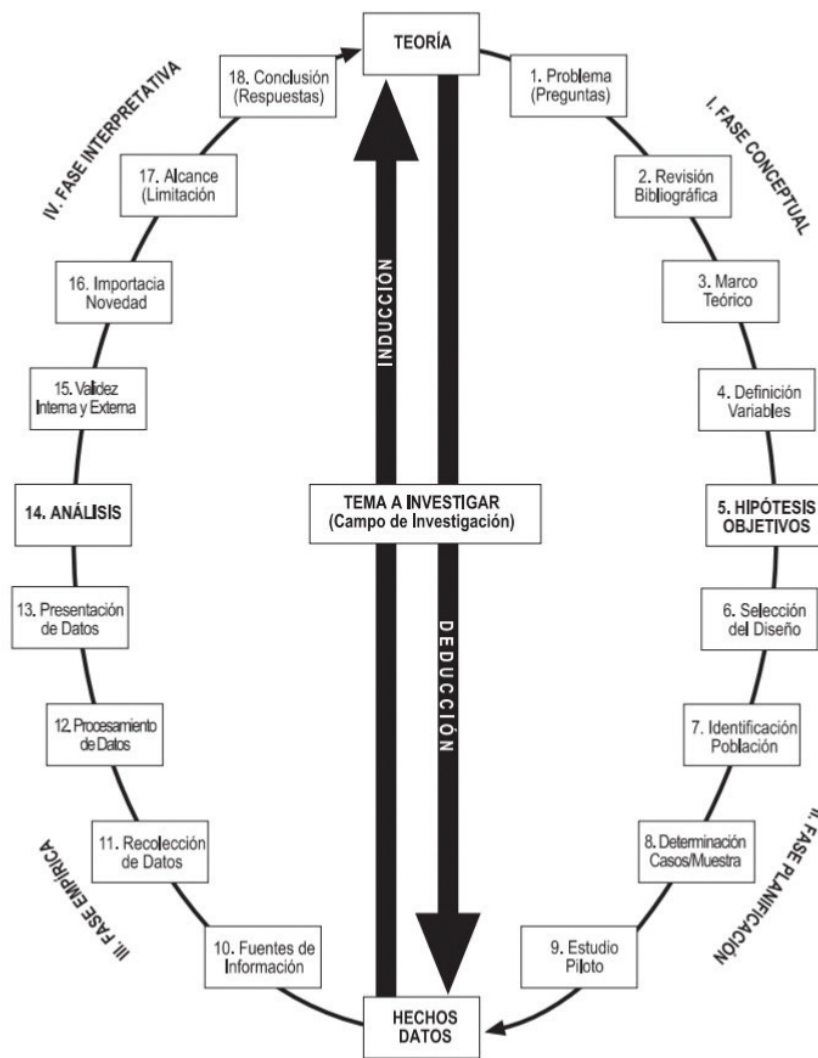 TEORÍA
1. Problema
(Preguntas)
2. Revisión
Bibliográfica
3. Marco
Teórico
4. Definición
Variables
5. HIPÓTESIS
OBJETIVOS
6. Selección
del Diseño
7. Identificación
Población
8. Determinación
Casos/Muestra
9. Estudio
Piloto
HECHOS
DATOS
10. Fuentes de
Información
11. Recolección
de Datos
12. Procesamiento
de Datos
13. Presentación
de Datos
14. ANÁLISIS
15. Validez
Interna y Externa
16. Importacia
Novedad
17. Alcance
(Limitación
18. Conclusión
(Respuestas)
I. FASE CONCEPTUAL
II. FASE PLANIFICACIÓN
III. FASE EMPÍRICA
IV. FASE INTERPRETATIVA
INDUCCIÓN
TEMA A INVESTIGAR
(Campo de Investigación)
DEDUCCIÓN